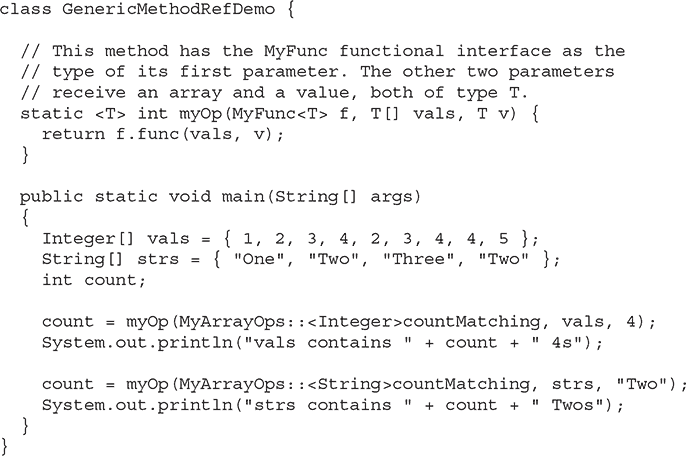 class GenericMethodRefDemo {
  // This method has the MyFunc functional interface as the
  // type of its first parameter. The other two parameters
  // receive an array and a value, both of type T.
  static <T> int myOp(MyFunc<T> f, T[] vals, T v) {
    return f.func(vals, v);
  }
  public static void main(String[] args)
  {
    Integer[] vals = { 1, 2, 3, 4, 2, 3, 4, 4, 5 };
    String[] strs = { "One", "Two", "Three", "Two" };
    int count;
    count = myOp(MyArrayOps::<Integer>countMatching, vals, 4);
    System.out.println("vals contains " + count + " 4s");
    count = myOp(MyArrayOps::<String>countMatching, strs, "Two");
    System.out.println("strs contains " + count + " Twos");
  }
}